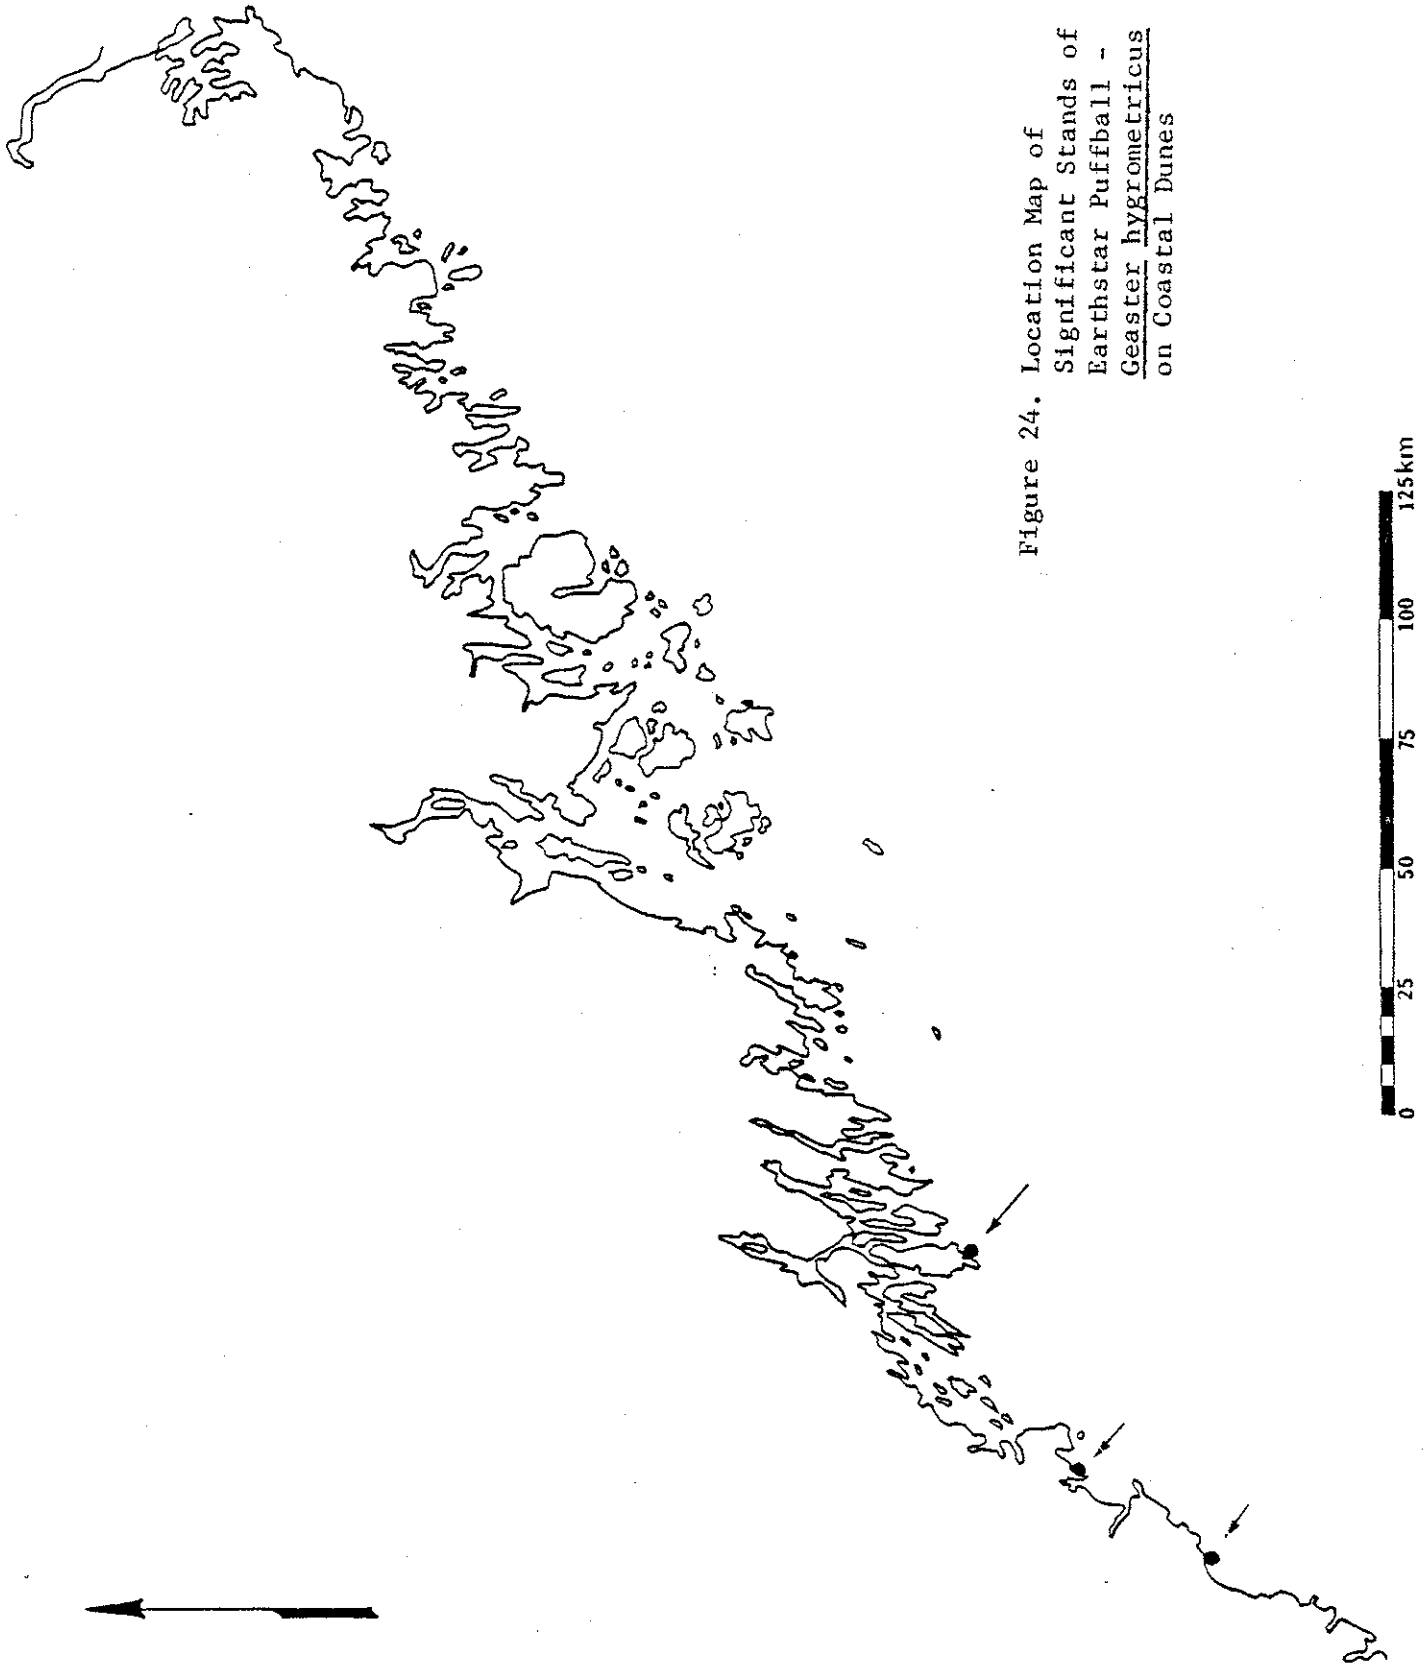 Figure 24. Location Map of
Significant Stands of
Earthstar Puffball -
Geaster hygrometricus
on Coastal Dunes
0 25 50 75 100 125km